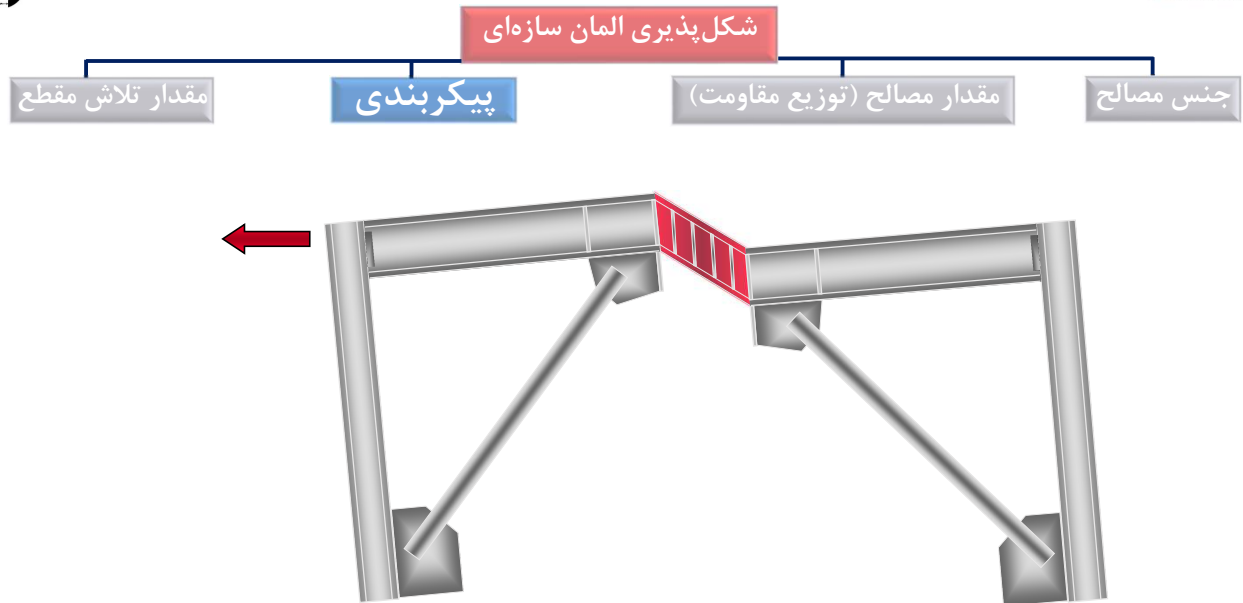 شکل‌پذیری المان سازه‌ای
جنس مصالح
مقدار مصالح (توزیع مقاومت)
پیکربندی
مقدار تلاش مقطع